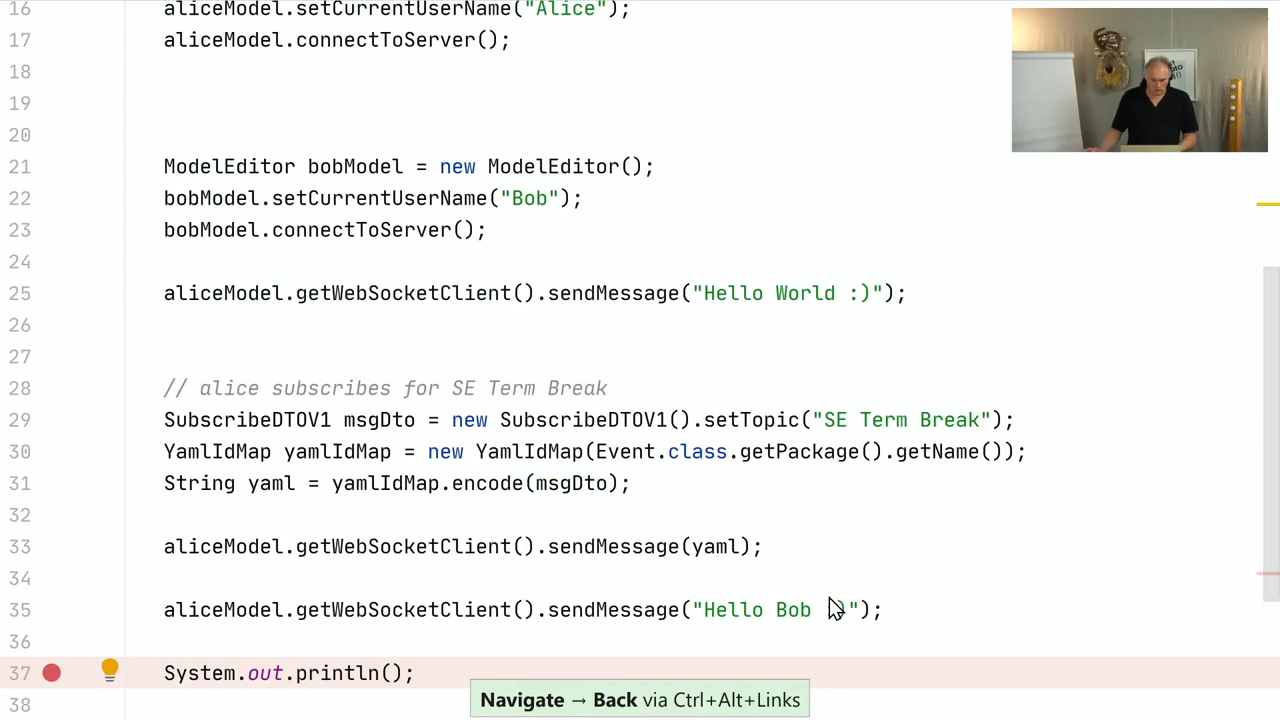 16 aliceModel.setCurrentUserName("Alice");
17 aliceModel.connectToServer();
18
19
20
21 ModelEditor bobModel = new ModelEditor();
22 bobModel.setCurrentUserName("Bob");
23 bobModel.connectToServer();
24
25 aliceModel.getWebSocketClient().sendMessage("Hello World :)");
26
27
28 // alice subscribes for SE Term Break
29 SubscribeDTOV1 msgDto = new SubscribeDTOV1().setTopic("SE Term Break");
30 YamlIdMap yamlIdMap = new YamlIdMap(Event.class.getPackage().getName());
31 String yaml = yamlIdMap.encode(msgDto);
32
33 aliceModel.getWebSocketClient().sendMessage(yaml);
34
35 aliceModel.getWebSocketClient().sendMessage("Hello Bob :)");
36
37 System.out.println();
38
Navigate → Back via Ctrl+Alt+Links